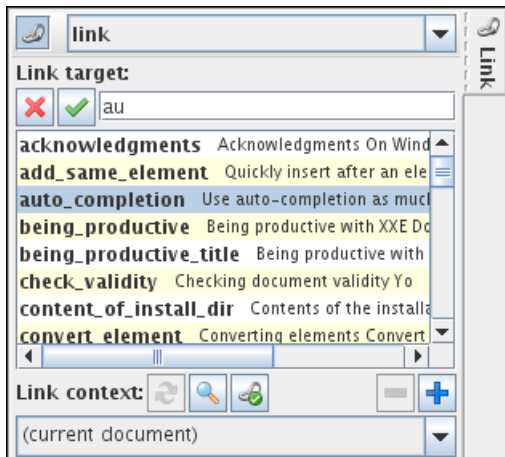 link
Link target:
au
acknowledgments Acknowledgments On Wind
add_same_element Quickly insert after an ele
auto_completion Use auto-completion as much
being_productive Being productive with XXE Do
being_productive_title Being productive with
check_validity Checking document validity Yo
content_of_install_dir Contents of the installa
convert_element Converting elements Convert
Link context:
(current document)
Link